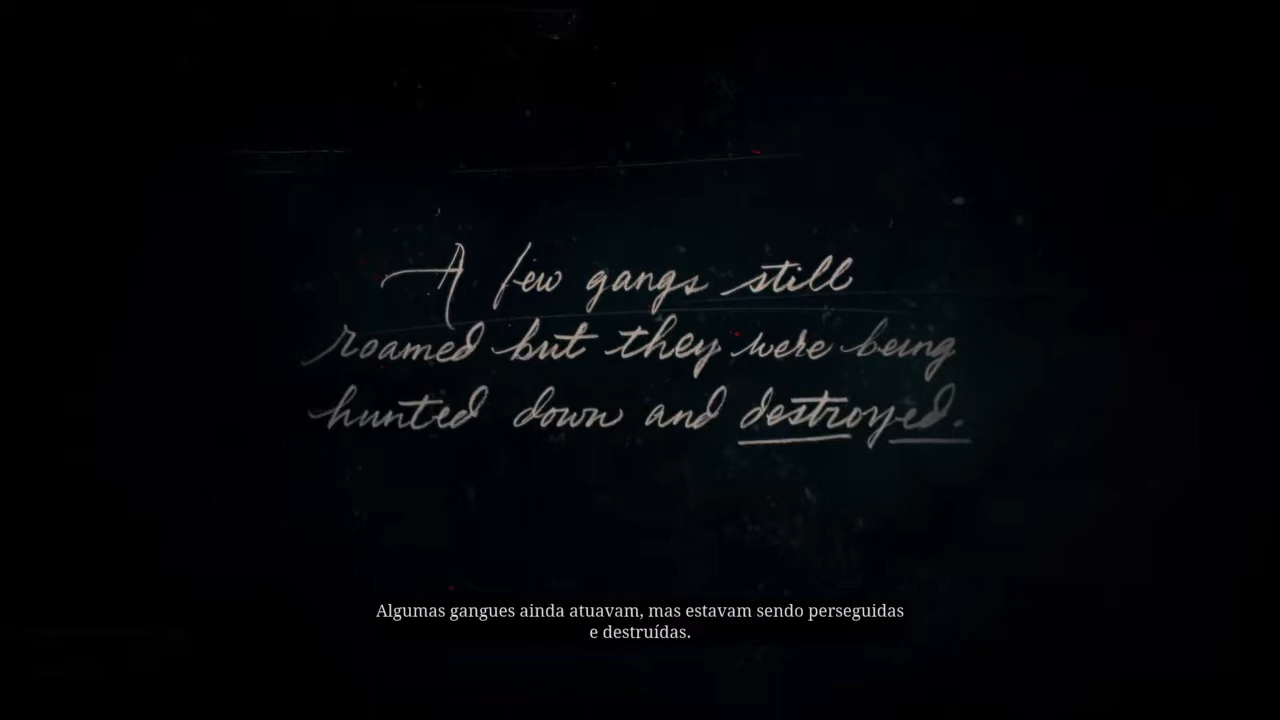 A few gangs still
roamed but they were being
hunted down and destroyed.
Algumas gangues ainda atuavam, mas estavam sendo perseguidas
e destruídas.